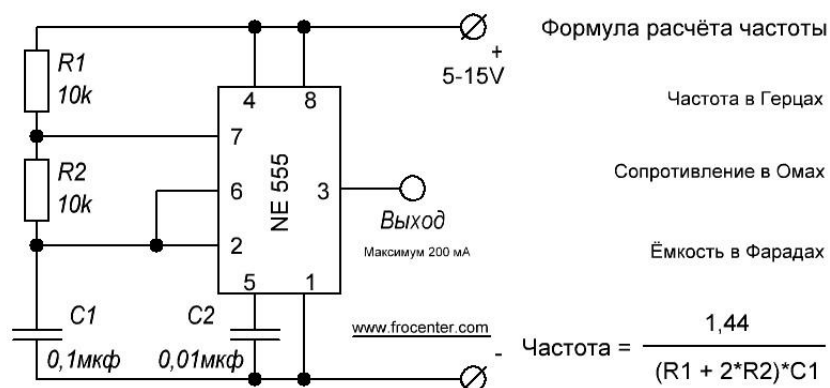 Формула расчёта частоты
R1
10k
+
5-15V
4 8
Частота в Герцах
7
R2
10k
6
NE 555
3
Сопротивление в Омах
Выход
2
Максимум 200 мА
Ёмкость в Фарадах
5 1
C1
0,1мкф
C2
0,01мкф
www.frocenter.com
-
Частота = 1,44
(R1 + 2*R2)*C1